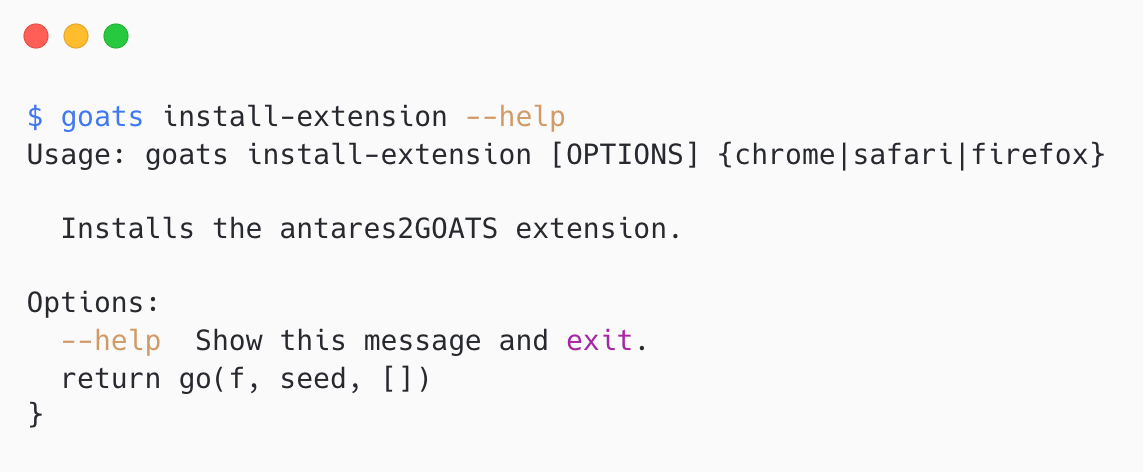 $ goats install-extension --help
Usage: goats install-extension [OPTIONS] {chrome|safari|firefox}
Installs the antares2GOATS extension.
Options:
--help  Show this message and exit.
return go(f, seed, [])
}